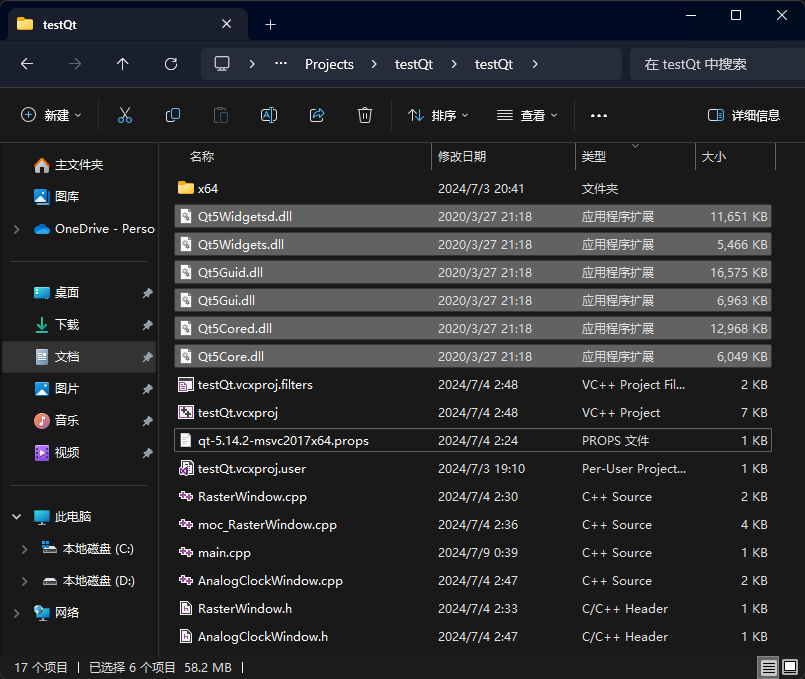 testQt
Projects testQt testQt 在 testQt 中搜索
新建 排序 查看 详细信息
名称 修改日期 类型 大小
主文件夹
图库
OneDrive - Perso
桌面
下载
文档
图片
音乐
视频
此电脑
本地磁盘 (C:)
本地磁盘 (D:)
网络
x64 2024/7/3 20:41 文件夹
Qt5Widgetsd.dll 2020/3/27 21:18 应用程序扩展 11,651 KB
Qt5Widgets.dll 2020/3/27 21:18 应用程序扩展 5,466 KB
Qt5Guid.dll 2020/3/27 21:18 应用程序扩展 16,575 KB
Qt5Gui.dll 2020/3/27 21:18 应用程序扩展 6,963 KB
Qt5Cored.dll 2020/3/27 21:18 应用程序扩展 12,968 KB
Qt5Core.dll 2020/3/27 21:18 应用程序扩展 6,049 KB
testQt.vcxproj.filters 2024/7/4 2:48 VC++ Project Fil... 2 KB
testQt.vcxproj 2024/7/4 2:48 VC++ Project 7 KB
qt-5.14.2-msvc2017x64.props 2024/7/4 2:24 PROPS 文件 1 KB
testQt.vcxproj.user 2024/7/3 19:10 Per-User Project... 1 KB
RasterWindow.cpp 2024/7/4 2:30 C++ Source 2 KB
moc_RasterWindow.cpp 2024/7/4 2:36 C++ Source 4 KB
main.cpp 2024/7/9 0:39 C++ Source 1 KB
AnalogClockWindow.cpp 2024/7/4 2:47 C++ Source 2 KB
RasterWindow.h 2024/7/4 2:33 C/C++ Header 1 KB
AnalogClockWindow.h 2024/7/4 2:47 C/C++ Header 1 KB
17 个项目 已选择 6 个项目 58.2 MB